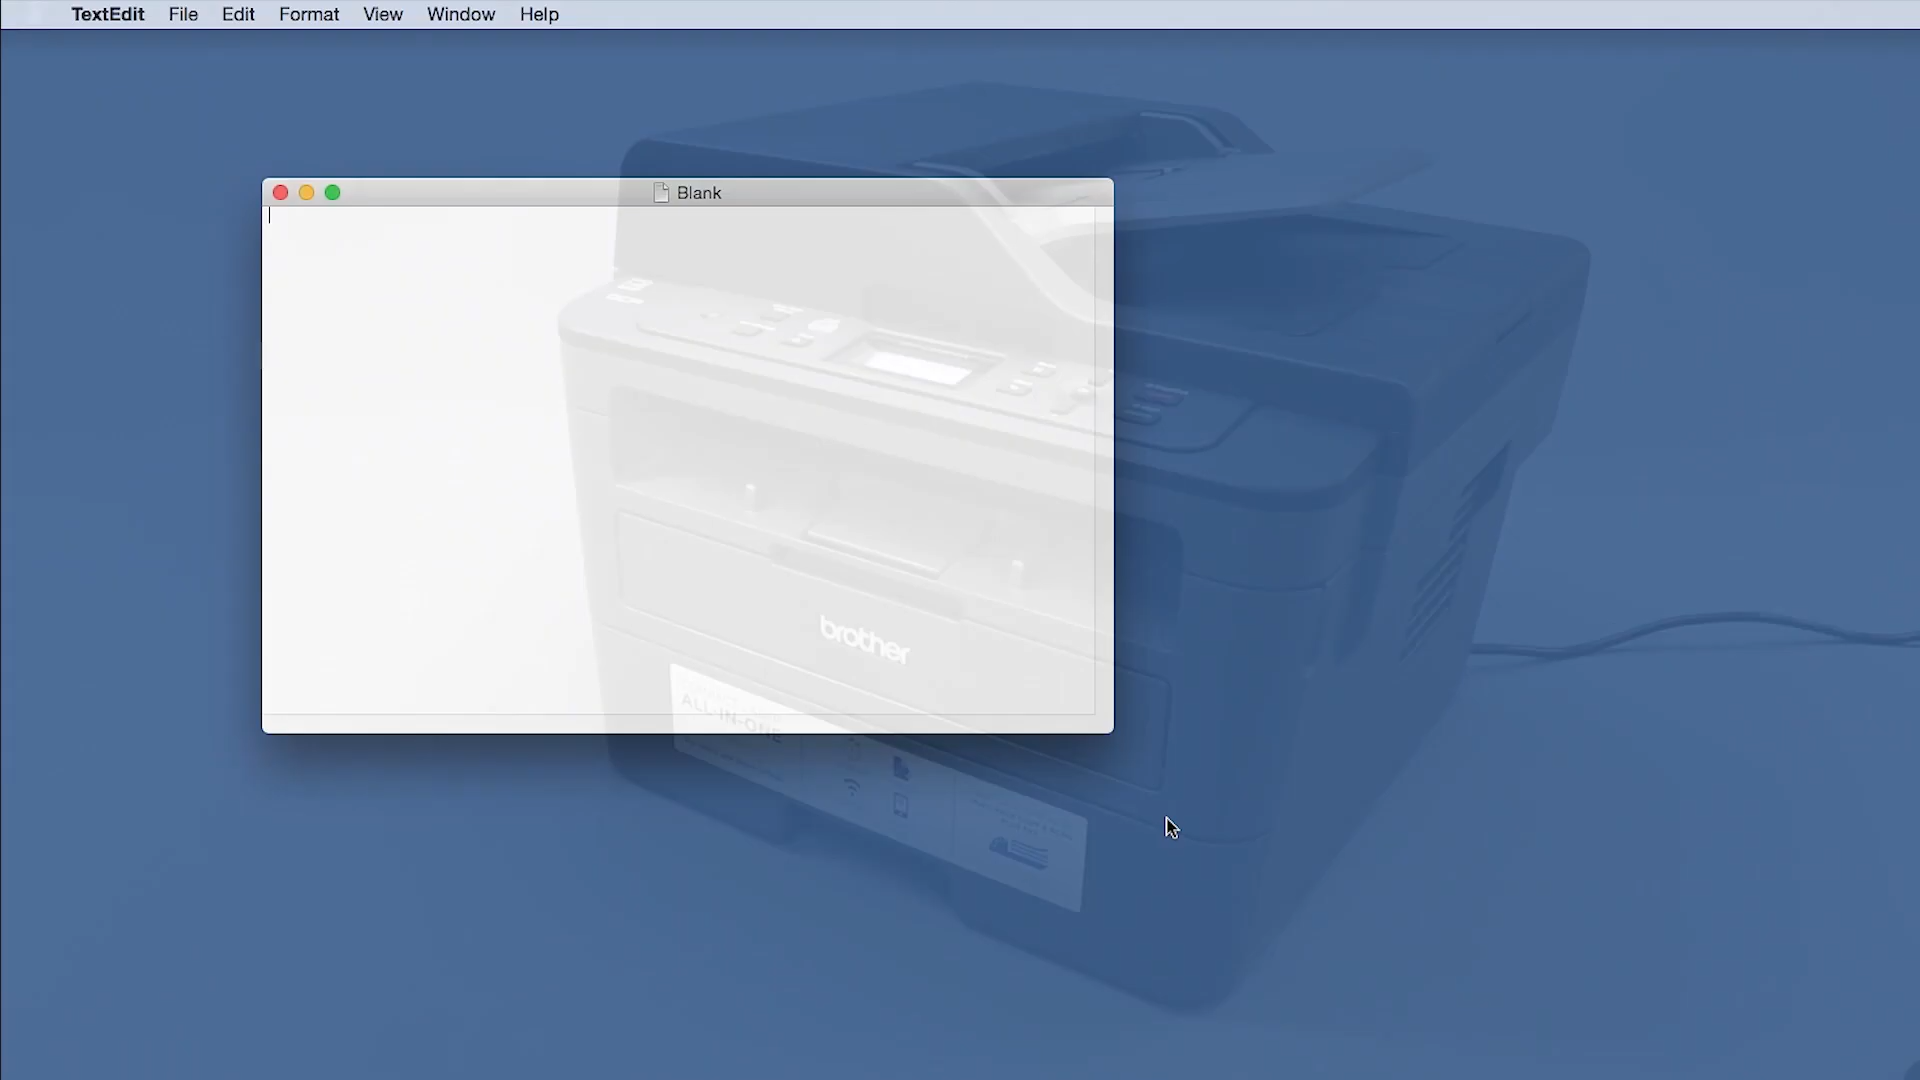 TextEdit File Edit Format View Window Help
Blank
brother
ALL-IN-ONE